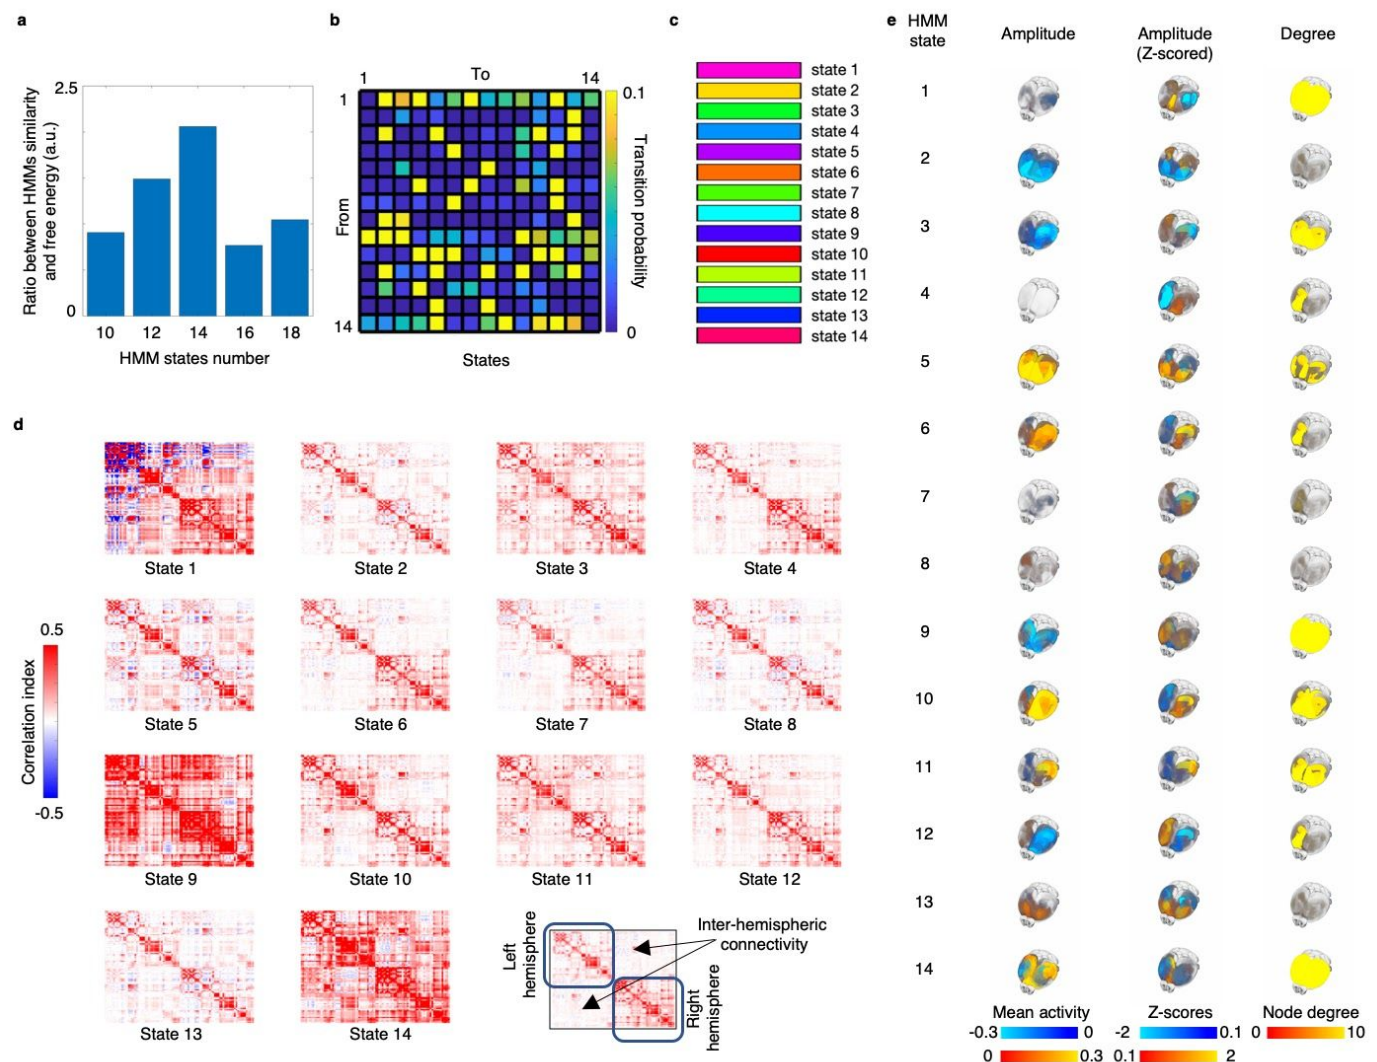 a
Ratio between HMMs similarity
and free energy (a.u.)
2.5
0
10 12 14 16 18
HMM states number
b
To
1 14
1
From
14
States
0.1
Transition probability
0
c
state 1
state 2
state 3
state 4
state 5
state 6
state 7
state 8
state 9
state 10
state 11
state 12
state 13
state 14
d
0.5
Correlation index
-0.5
State 1 State 2 State 3 State 4
State 5 State 6 State 7 State 8
State 9 State 10 State 11 State 12
State 13 State 14
Left
hemisphere
Inter-hemispheric
connectivity
Right
hemisphere
e
HMM
state
Amplitude
Amplitude
(Z-scored)
Degree
1
2
3
4
5
6
7
8
9
10
11
12
13
14
Mean activity
-0.3 0
0 0.3
Z-scores
-2 0.1
0.1 2
Node degree
0 10